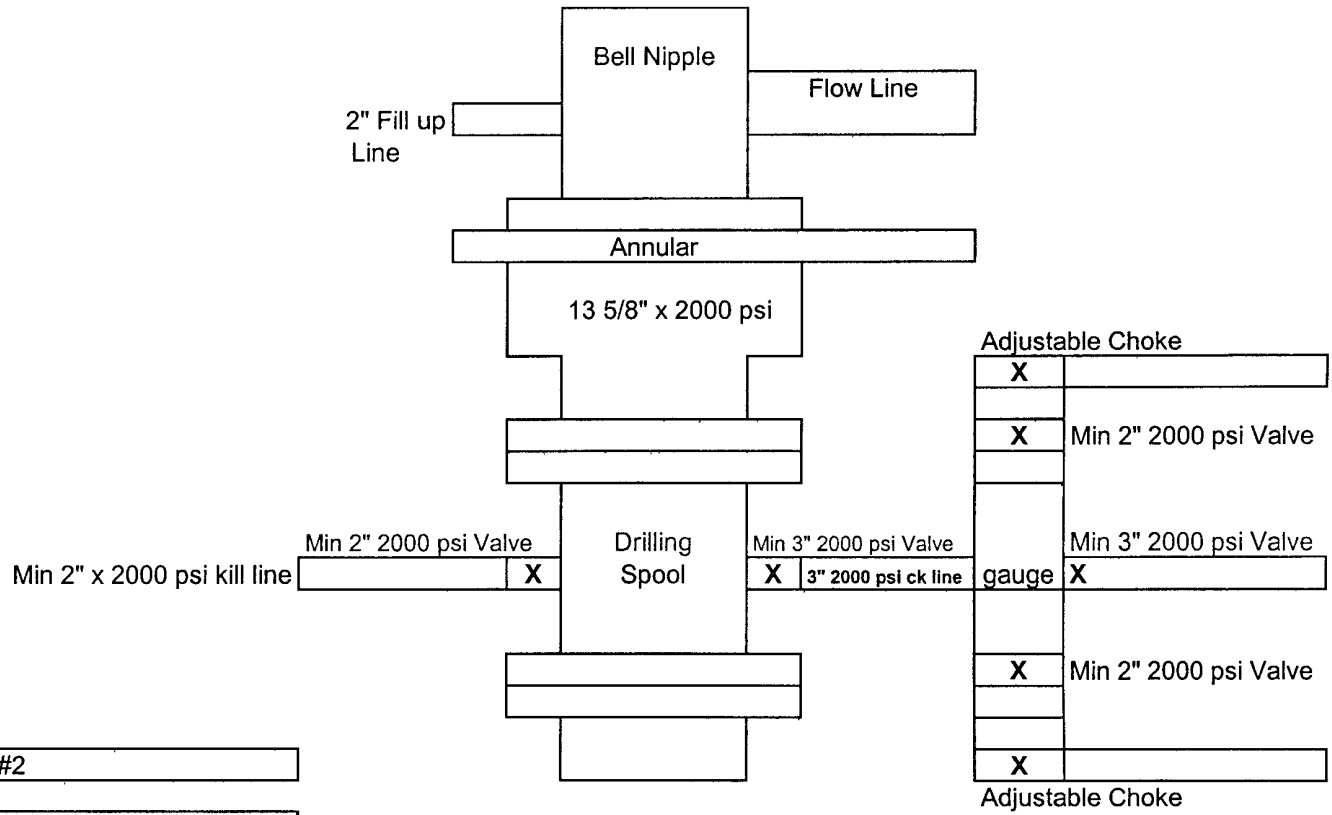 Bell Nipple
Flow Line
2" Fill up
Line
Annular
13 5/8" x 2000 psi
Adjustable Choke
X
X Min 2" 2000 psi Valve
Min 2" 2000 psi Valve
Drilling
Spool
Min 3" 2000 psi Valve
Min 3" 2000 psi Valve
Min 2" x 2000 psi kill line
X
X
3" 2000 psi ck line
gauge
X
X Min 2" 2000 psi Valve
#2
X
Adjustable Choke